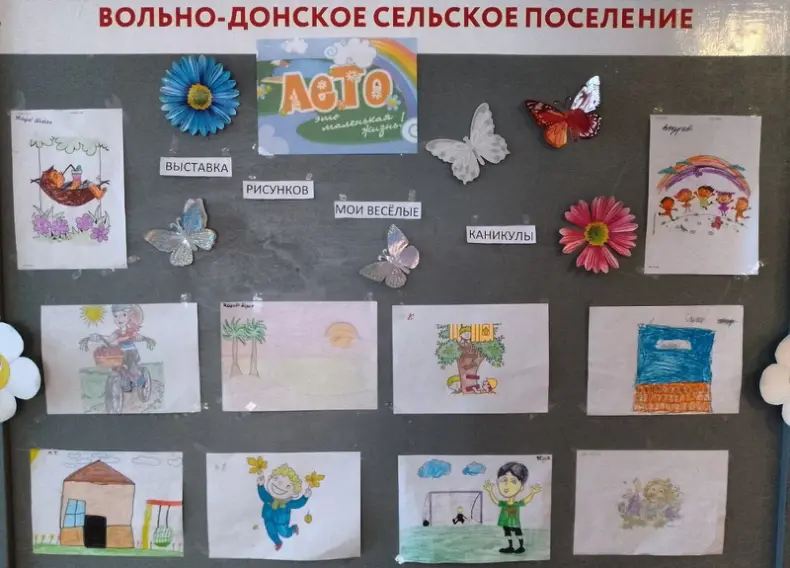 ВОЛЬНО-ДОНСКОЕ СЕЛЬСКОЕ ПОСЕЛЕНИЕ
ЛЕТО
это
маленькая
жизнь!
ВЫСТАВКА
РИСУНКОВ
МОИ ВЕСЁЛЫЕ
КАНИКУЛЫ